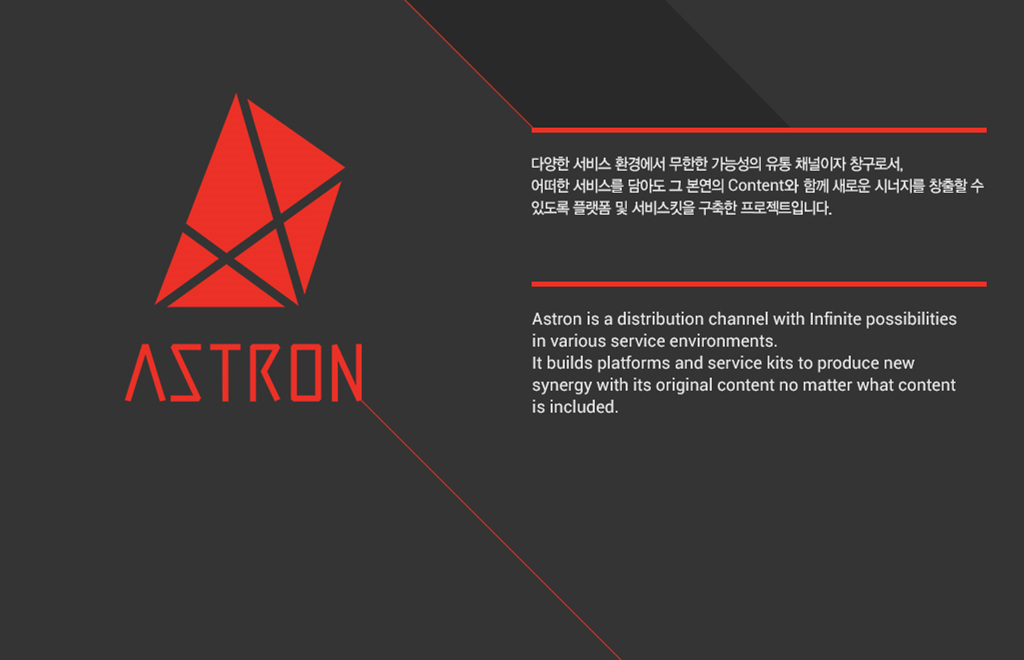 ASTRON
다양한 서비스 환경에서 무한한 가능성의 유통 채널이자 창구로서,
어떠한 서비스를 담아도 그 본연의 Content와 함께 새로운 시너지를 창출할 수
있도록 플랫폼 및 서비스킷을 구축한 프로젝트입니다.
Astron is a distribution channel with Infinite possibilities
in various service environments.
It builds platforms and service kits to produce new
synergy with its original content no matter what content
is included.